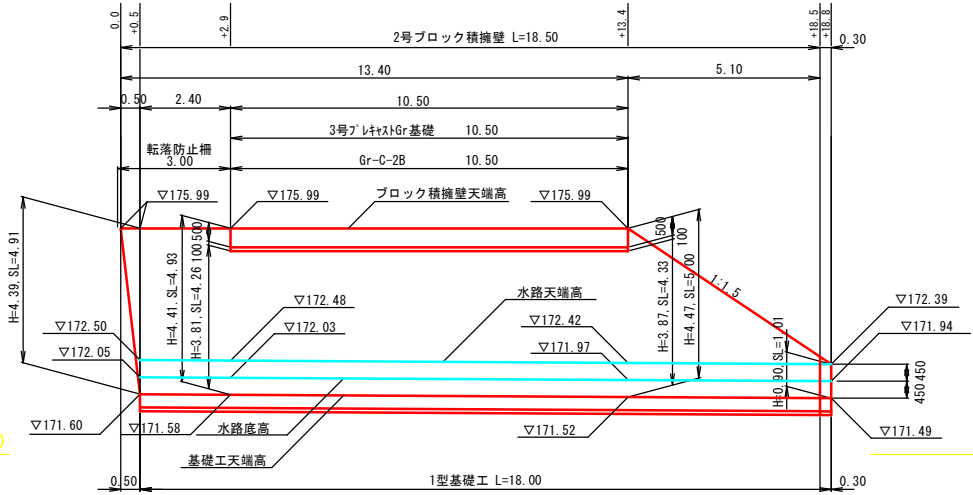 0.0
+0.5
+2.9
+13.4
+18.5
+18.8
2号ブロック積擁壁 L=18.50
0.30
13.40
5.10
0.50
2.40
10.50
3号プレキャストGr基礎 10.50
転落防止柵
3.00
Gr-C-2B 10.50
▽175.99
▽175.99
ブロック積擁壁天端高
▽175.99
H=4.39, SL=4.91
H=4.41, SL=4.93
H=3.81, SL=4.26
100
500
500
100
H=3.87, SL=4.33
H=4.47, SL=5.00
1:1.5
▽172.50
▽172.48
水路天端高
▽172.42
▽172.39
▽172.05
▽172.03
▽171.97
▽171.94
H=0.90, SL=1.01
450
450
▽171.60
▽171.58
水路底高
▽171.52
▽171.49
基礎工天端高
0.50
1型基礎工 L=18.00
0.30